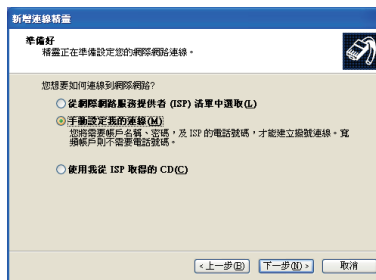 新增連線精靈
準備好
精靈正在準備設定您的網際網路連線。
您想要如何連線到網際網路?
從網際網路服務提供者 (ISP) 清單中選取(L)
手動設定我的連線(M)
您將需要帳戶名稱、密碼，及 ISP 的電話號碼，才能建立撥號連線。寬
頻帳戶則不需要電話號碼。
使用我從 ISP 取得的 CD(C)
<上一步(B) 下一步(N)> 取消